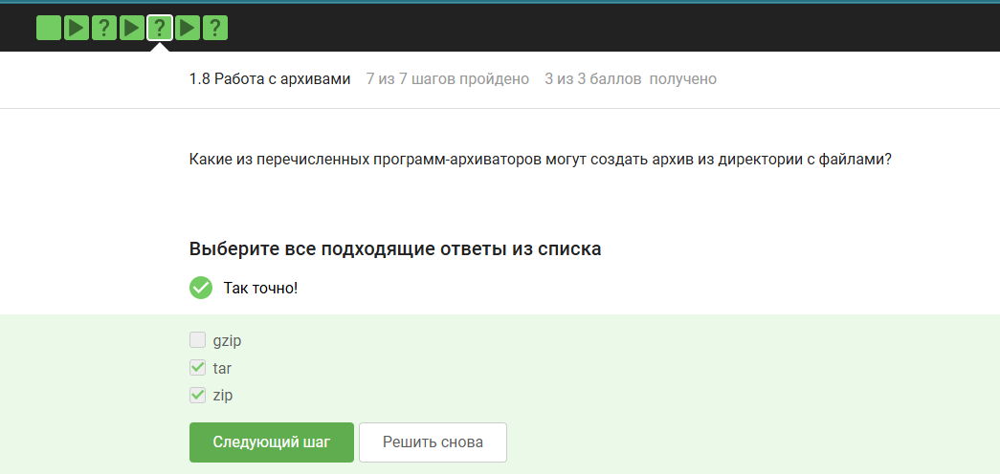 ? ? ?
1.8 Работа с архивами 7 из 7 шагов пройдено 3 из 3 баллов получено
Какие из перечисленных программ-архиваторов могут создать архив из директории с файлами?
Выберите все подходящие ответы из списка
Так точно!
gzip
tar
zip
Следующий шаг Решить снова